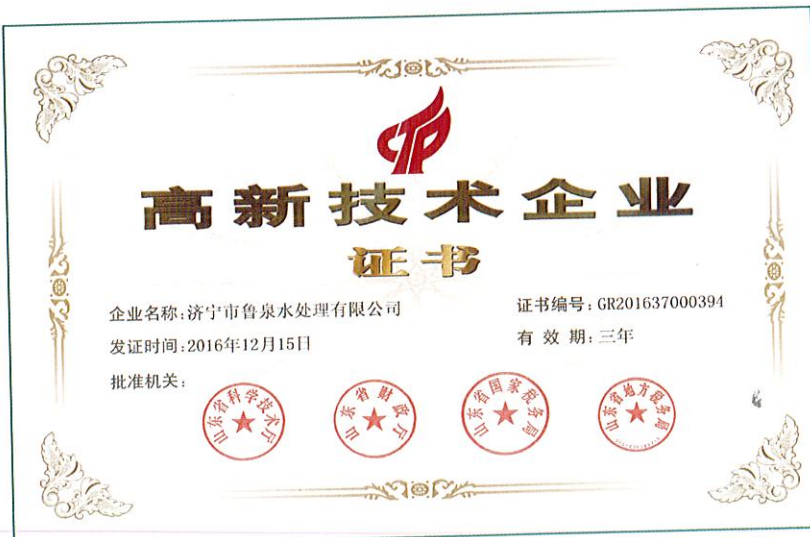 高新技术企业
证书
企业名称:济宁市鲁泉水处理有限公司
证书编号: GR201637000394
发证时间:2016年12月15日
有 效 期: 三年
批准机关:
山东省科学技术厅
山东省财政厅
山东省国家税务局
山东省地方税务局